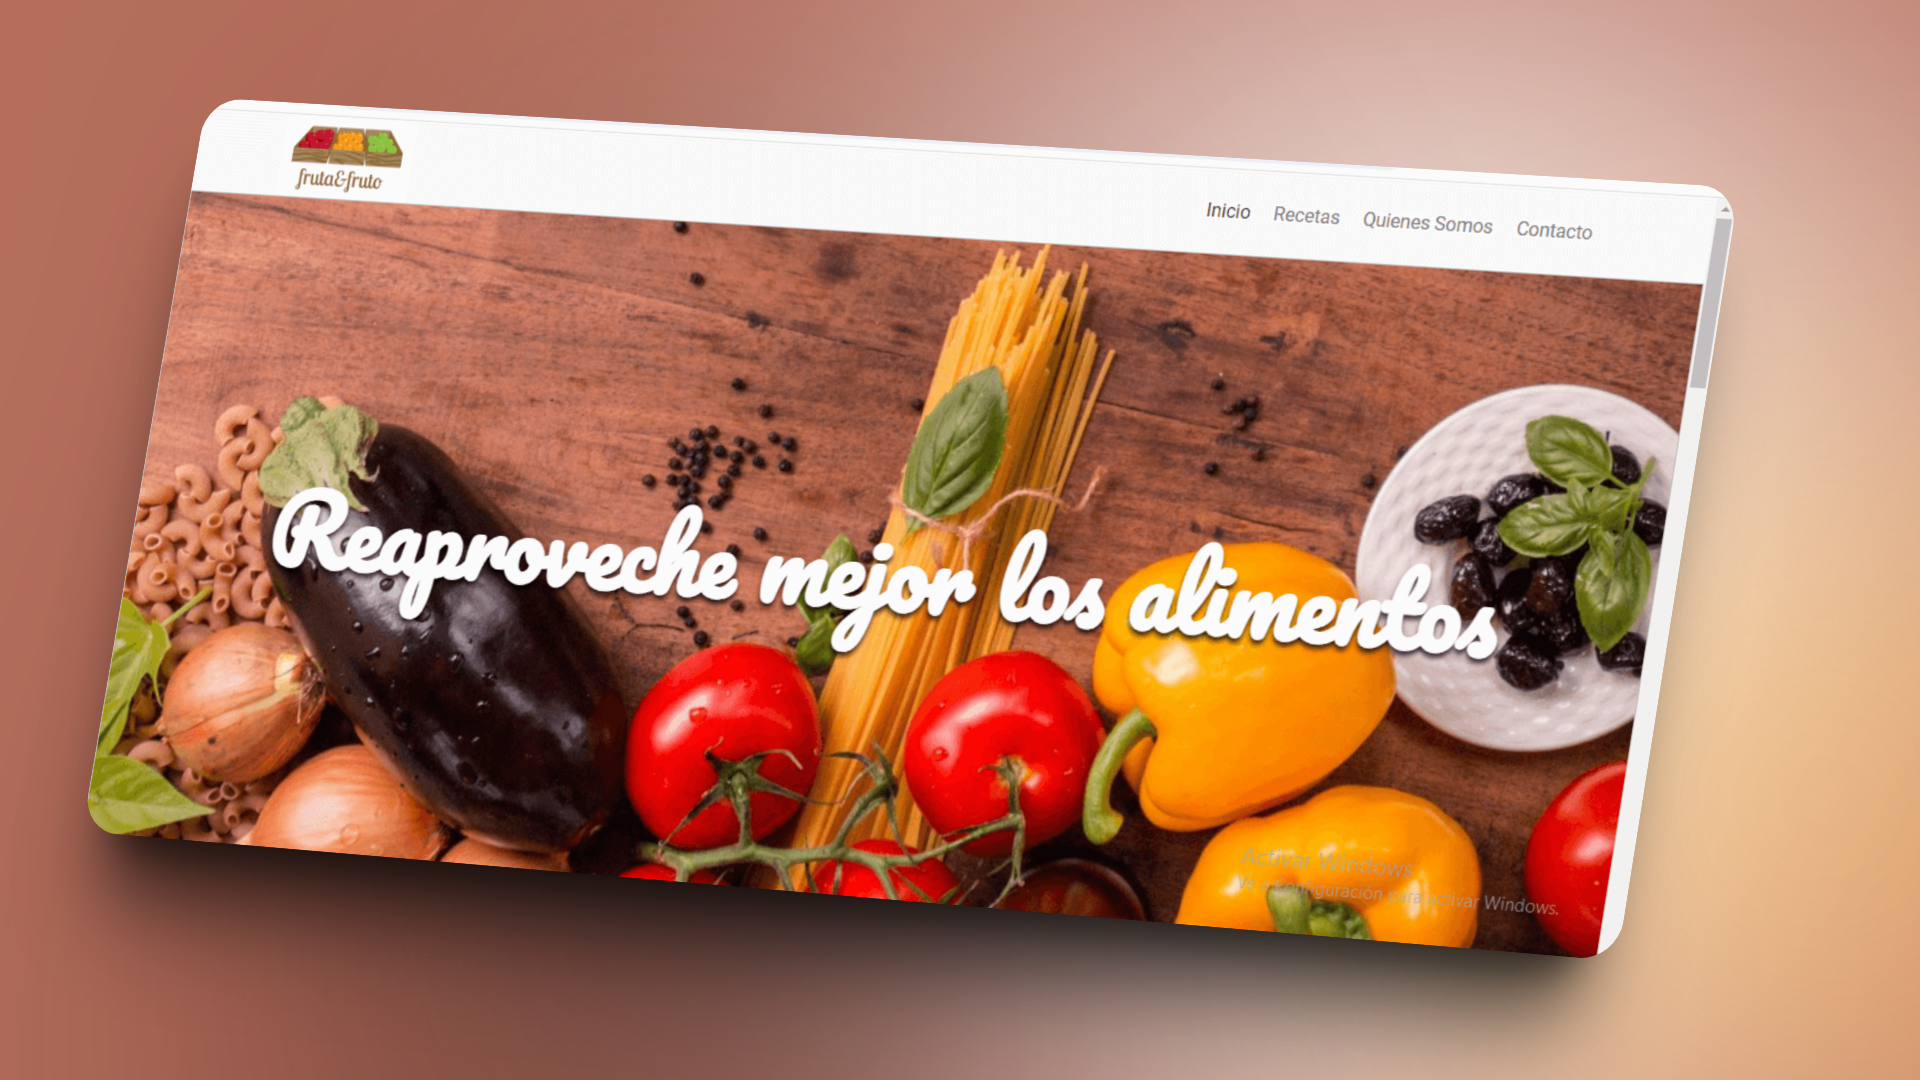 fruta&fruto
Inicio Recetas Quienes Somos Contacto
Reaproveche mejor los alimentos
Activar Windows
Ve a Configuración para activar Windows.